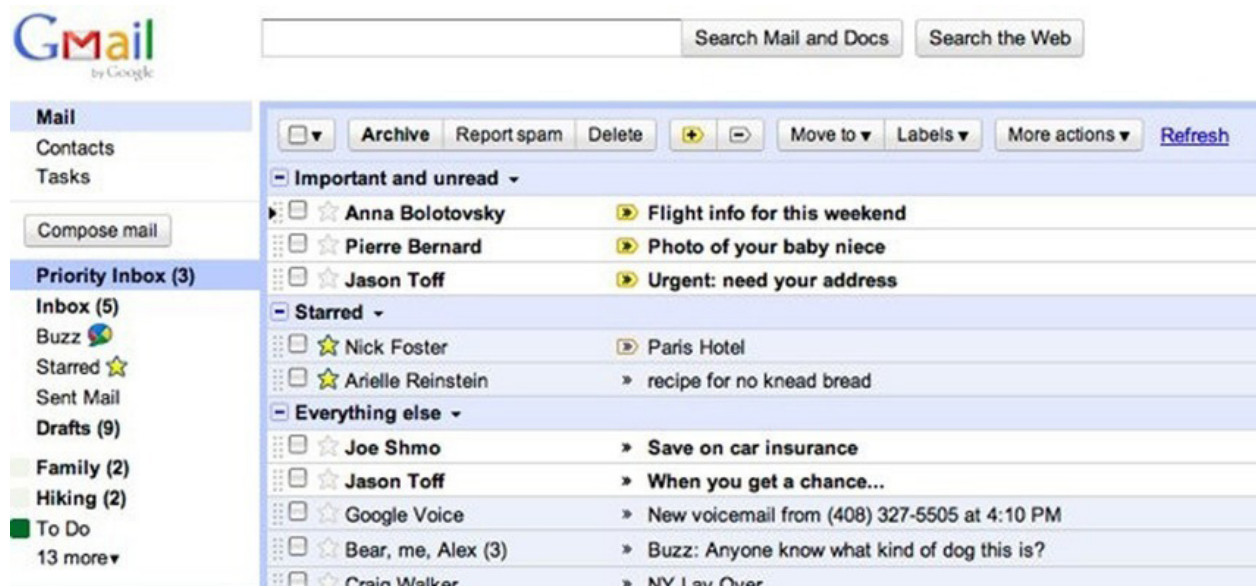 Gmail
by Google
Search Mail and Docs Search the Web
Mail
Contacts
Tasks
Compose mail
Priority Inbox (3)
Inbox (5)
Buzz
Starred
Sent Mail
Drafts (9)
Family (2)
Hiking (2)
To Do
13 more
Archive Report spam Delete Move to Labels More actions Refresh
Important and unread
Anna Bolotovsky » Flight info for this weekend
Pierre Bernard » Photo of your baby niece
Jason Toff » Urgent: need your address
Starred
Nick Foster » Paris Hotel
Arielle Reinstein » recipe for no knead bread
Everything else
Joe Shmo » Save on car insurance
Jason Toff » When you get a chance...
Google Voice » New voicemail from (408) 327-5505 at 4:10 PM
Bear, me, Alex (3) » Buzz: Anyone know what kind of dog this is?
Craig Walker » NY Lay Over